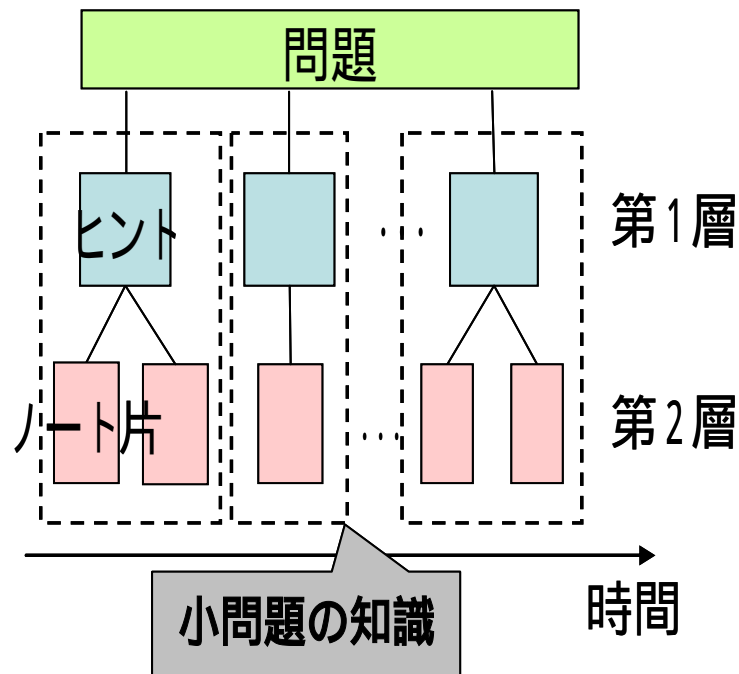 問題
ヒント
・・・
第1層
ノート片
・・・
第2層
時間
小問題の知識